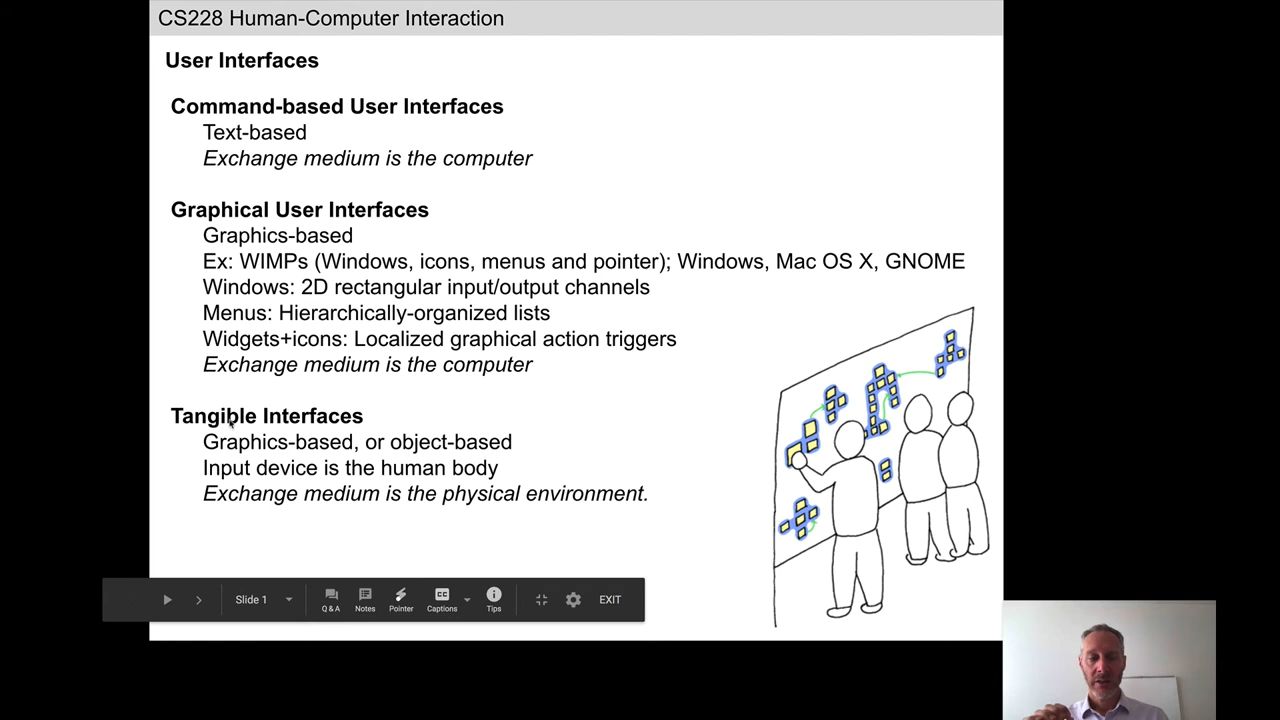 CS228 Human-Computer Interaction
User Interfaces
Command-based User Interfaces
Text-based
Exchange medium is the computer
Graphical User Interfaces
Graphics-based
Ex: WIMPs (Windows, icons, menus and pointer); Windows, Mac OS X, GNOME
Windows: 2D rectangular input/output channels
Menus: Hierarchically-organized lists
Widgets+icons: Localized graphical action triggers
Exchange medium is the computer
Tangible Interfaces
Graphics-based, or object-based
Input device is the human body
Exchange medium is the physical environment.
Slide 1
Q & A
Notes
Pointer
CC
Captions
Tips
EXIT